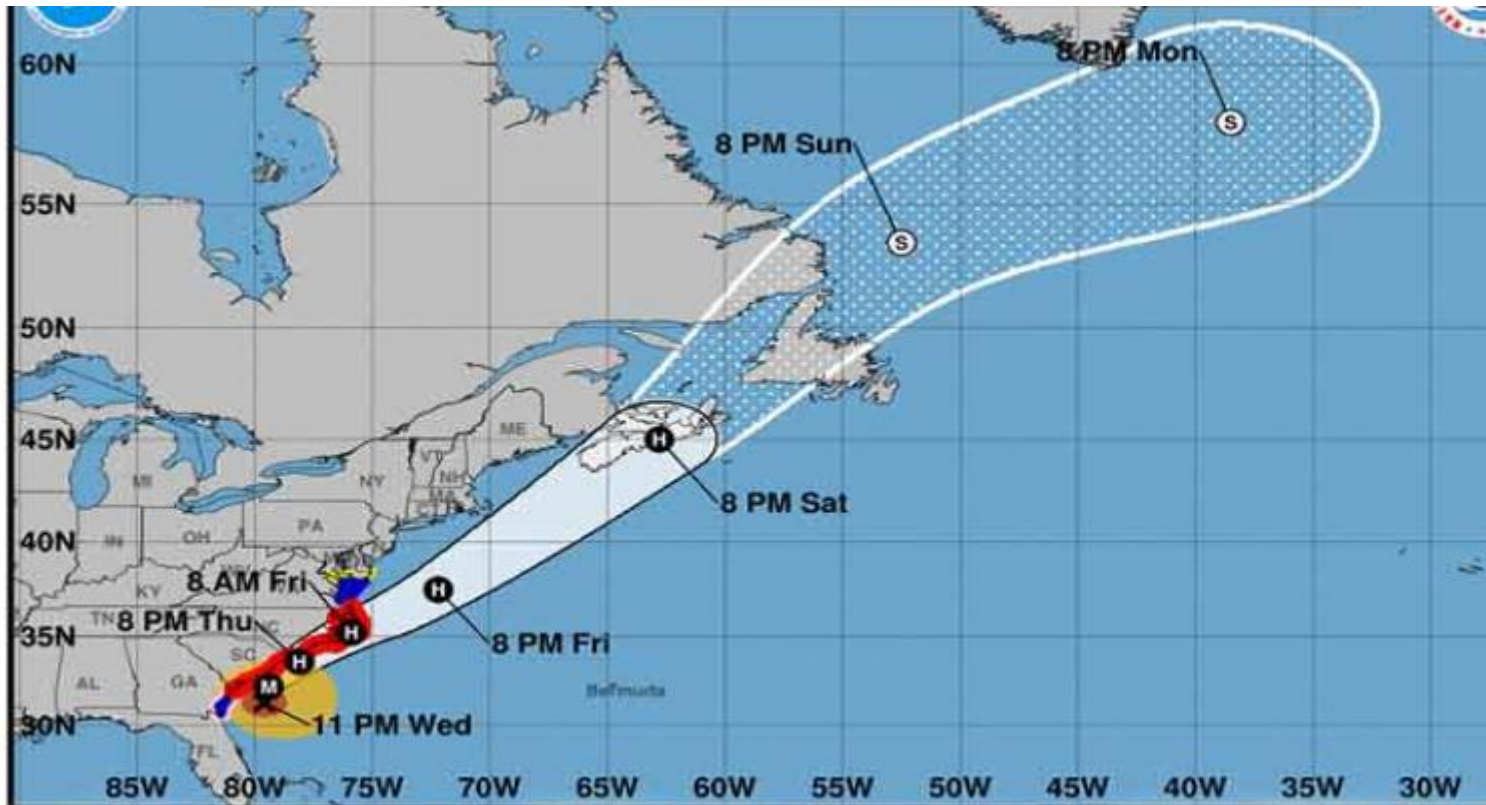 60N
8 PM Mon
S
8 PM Sun
55N
S
50N
ME
45N
H
VT
NH
MI
NY
MA
CT
8 PM Sat
PA
40N
IN
OH
8 AM Fri
H
KY
TN
8 PM Thu
35N
H
8 PM Fri
H
SC
AL
GA
M
Bermuda
30N
11 PM Wed
FL
85W
80W
75W
70W
65W
60W
55W
50W
45W
40W
35W
30W